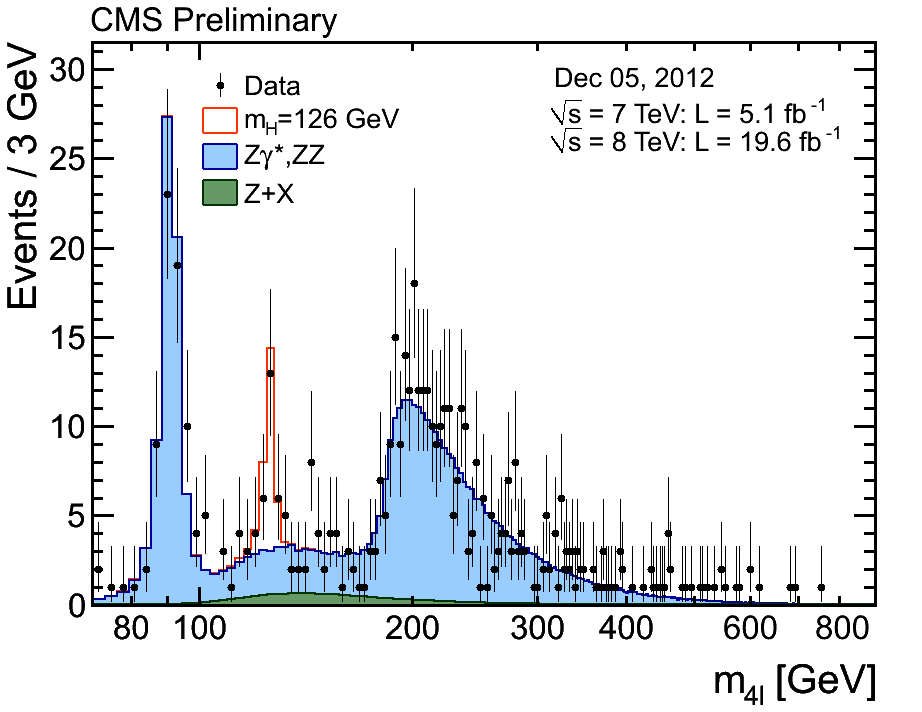 CMS Preliminary
Events / 3 GeV
30
25
20
15
10
5
0
Data
m_H=126 GeV
Zγ*,ZZ
Z+X
Dec 05, 2012
√s = 7 TeV: L = 5.1 fb⁻¹
√s = 8 TeV: L = 19.6 fb⁻¹
80 100 200 300 400 600 800
m_4l [GeV]